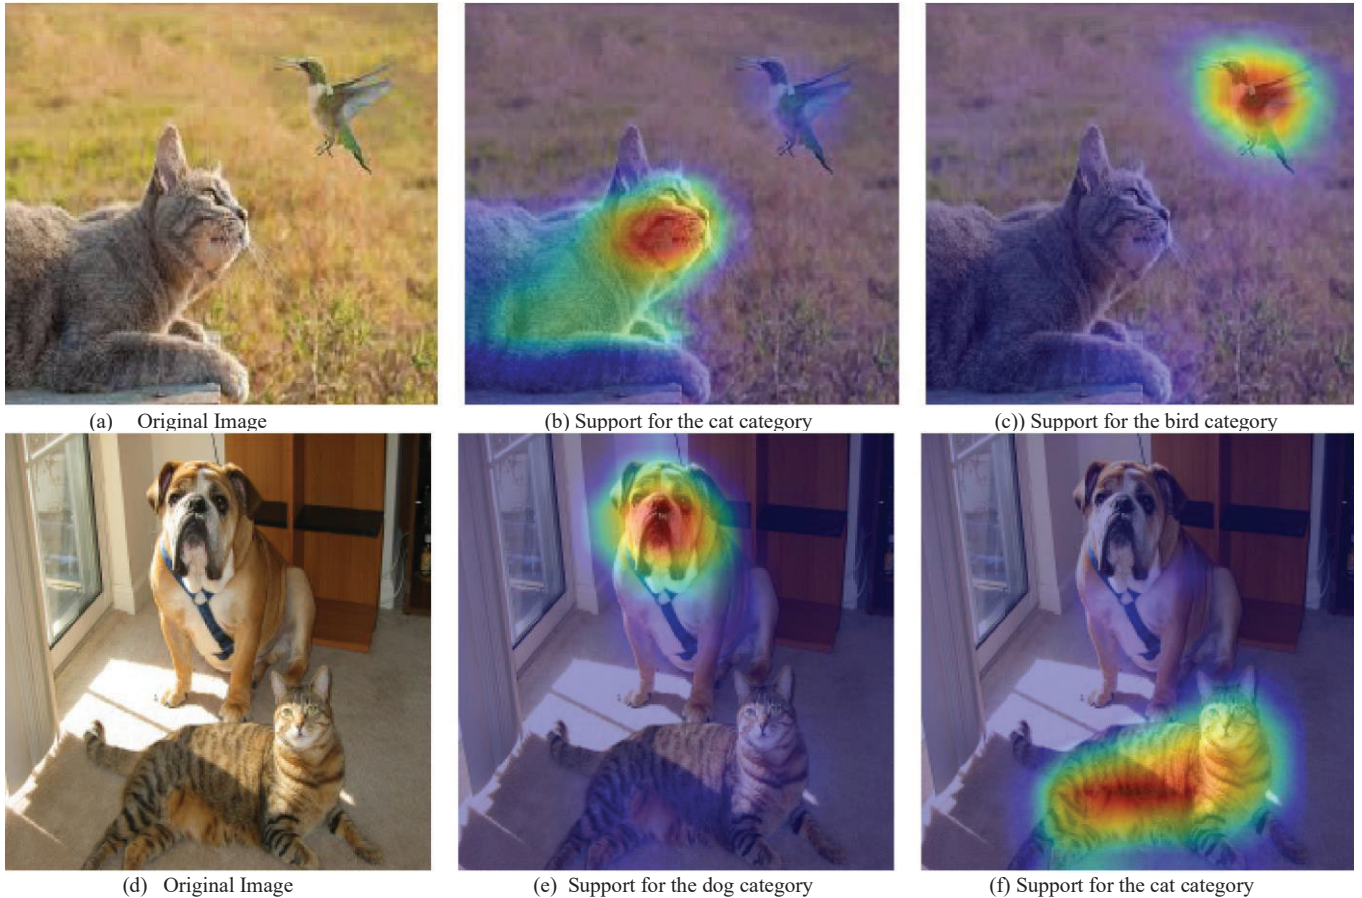 (a) Original Image
(b) Support for the cat category
(c)) Support for the bird category
(d) Original Image
(e) Support for the dog category
(f) Support for the cat category